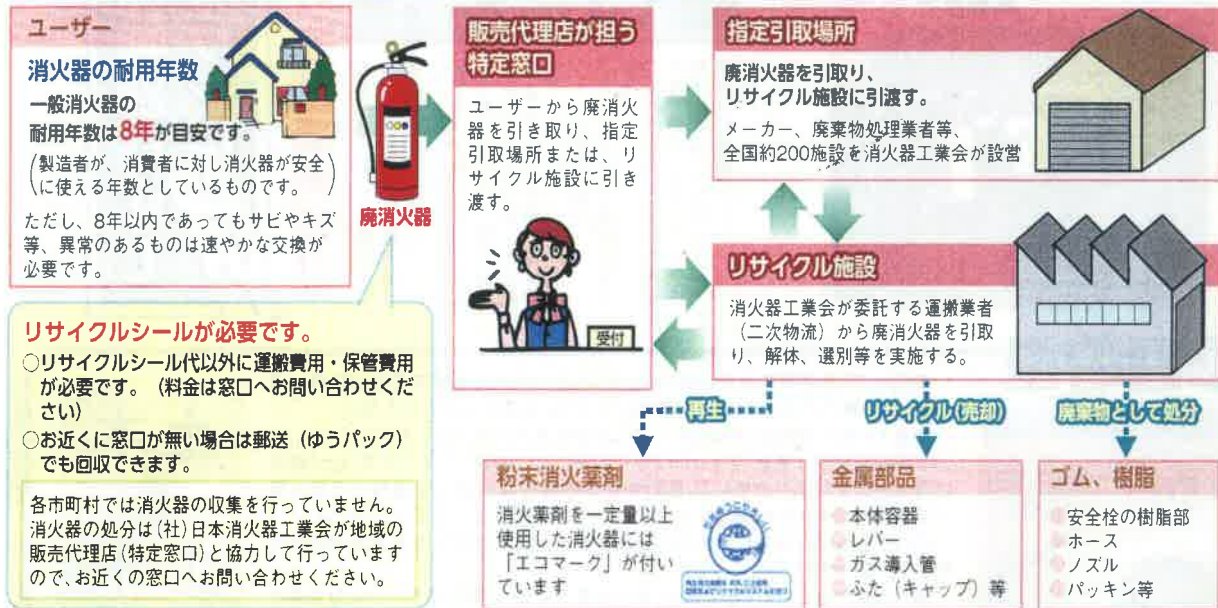 ユーザー
消火器の耐用年数
一般消火器の
耐用年数は8年が目安です。
(製造者が、消費者に対し消火器が安全
に使える年数としているものです。)
ただし、8年以内であってもサビやキズ
等、異常のあるものは速やかな交換が
必要です。
廃消火器
リサイクルシールが必要です。
○リサイクルシール代以外に運搬費用・保管費用
が必要です。(料金は窓口へお問い合わせくだ
さい)
○お近くに窓口が無い場合は郵送(ゆうパック)
でも回収できます。
各市町村では消火器の収集を行っていません。
消火器の処分は(社)日本消火器工業会が地域の
販売代理店(特定窓口)と協力して行っています
ので、お近くの窓口へお問い合わせください。
販売代理店が担う
特定窓口
ユーザーから廃消火
器を引き取り、指定
引取場所または、リ
サイクル施設に引き
渡す。
受付
指定引取場所
廃消火器を引取り、
リサイクル施設に引渡す。
メーカー、廃棄物処理業者等、
全国約200施設を消火器工業会が設営
リサイクル施設
消火器工業会が委託する運搬業者
(二次物流)から廃消火器を引取
り、解体、選別等を実施する。
再生
リサイクル(売却)
廃棄物として処分
粉末消火薬剤
消火薬剤を一定量以上
使用した消火器には
「エコマーク」が付い
ています
金属部品
本体容器
レバー
ガス導入管
ふた(キャップ)等
ゴム、樹脂
安全栓の樹脂部
ホース
ノズル
パッキン等